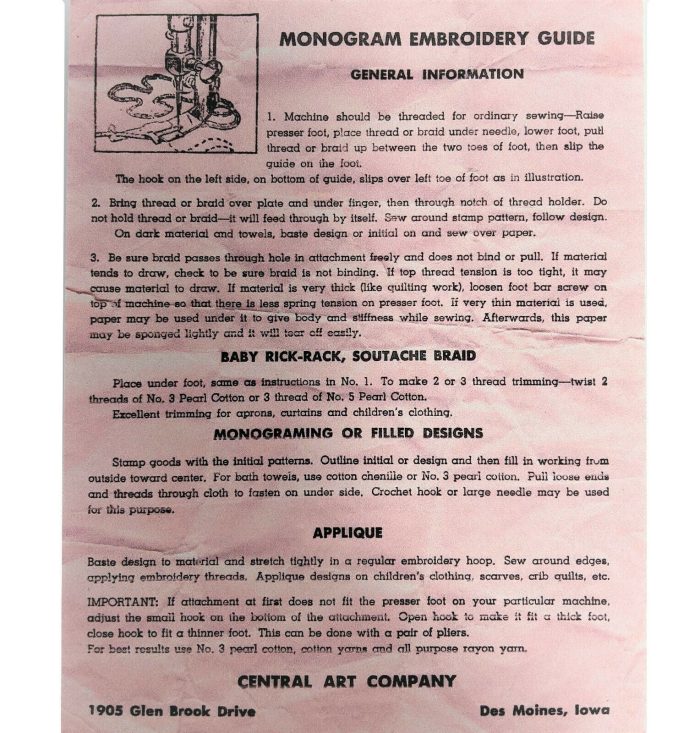 MONOGRAM EMBROIDERY GUIDE
GENERAL INFORMATION
1. Machine should be threaded for ordinary sewing—Raise
presser foot, place thread or braid under needle, lower foot, pull
thread or braid up between the two toes of foot, then slip the
guide on the foot.
The hook on the left side, on bottom of guide, slips over left toe of foot as in illustration.
2. Bring thread or braid over plate and under finger, then through notch of thread holder. Do
not hold thread or braid—it will feed through by itself. Sew around stamp pattern, follow design.
On dark material and towels, baste design or initial on and sew over paper.
3. Be sure braid passes through hole in attachment freely and does not bind or pull. If material
tends to draw, check to be sure braid is not binding. If top thread tension is too tight, it may
cause material to draw. If material is very thick (like quilting work), loosen foot bar screw on
top of machine so that there is less spring tension on presser foot. If very thin material is used,
paper may be used under it to give body and stiffness while sewing. Afterwards, this paper
may be sponged lightly and it will tear off easily.
BABY RICK-RACK, SOUTACHE BRAID
Place under foot, same as instructions in No. 1. To make 2 or 3 thread trimming—twist 2
threads of No. 3 Pearl Cotton or 3 thread of No. 5 Pearl Cotton.
Excellent trimming for aprons, curtains and children's clothing.
MONOGRAMING OR FILLED DESIGNS
Stamp goods with the initial patterns. Outline initial or design and then fill in working from
outside toward center. For bath towels, use cotton chenille or No. 3 pearl cotton. Pull loose ends
and threads through cloth to fasten on under side. Crochet hook or large needle may be used
for this purpose.
APPLIQUE
Baste design to material and stretch tightly in a regular embroidery hoop. Sew around edges,
applying embroidery threads. Applique designs on children's clothing, scarves, crib quilts, etc.
IMPORTANT: If attachment at first does not fit the presser foot on your particular machine,
adjust the small hook on the bottom of the attachment. Open hook to make it fit a thick foot,
close hook to fit a thinner foot. This can be done with a pair of pliers.
For best results use No. 3 pearl cotton, cotton yarns and all purpose rayon yarn.
CENTRAL ART COMPANY
1905 Glen Brook Drive Des Moines, Iowa